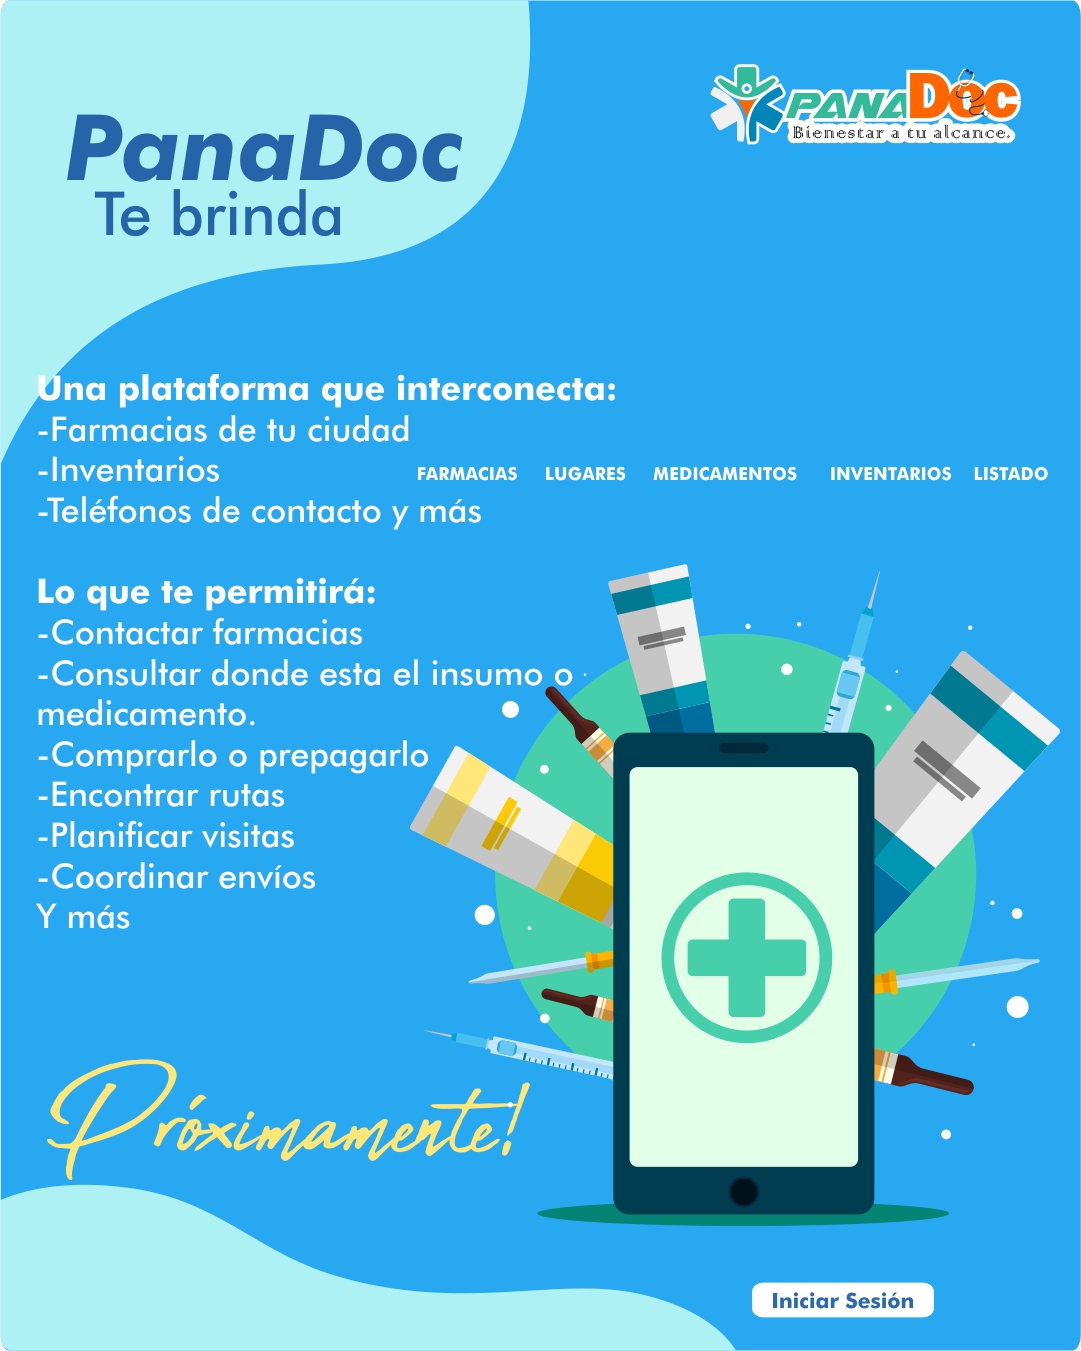 PANADoc
Bienestar a tu alcance.
PanaDoc
Te brinda
Una plataforma que interconecta:
-Farmacias de tu ciudad
-Inventarios
FARMACIAS LUGARES MEDICAMENTOS INVENTARIOS LISTADO
-Teléfonos de contacto y más
Lo que te permitirá:
-Contactar farmacias
-Consultar donde esta el insumo o
medicamento.
-Comprarlo o prepagarlo
-Encontrar rutas
-Planificar visitas
-Coordinar envíos
Y más
Próximamente!
Iniciar Sesión